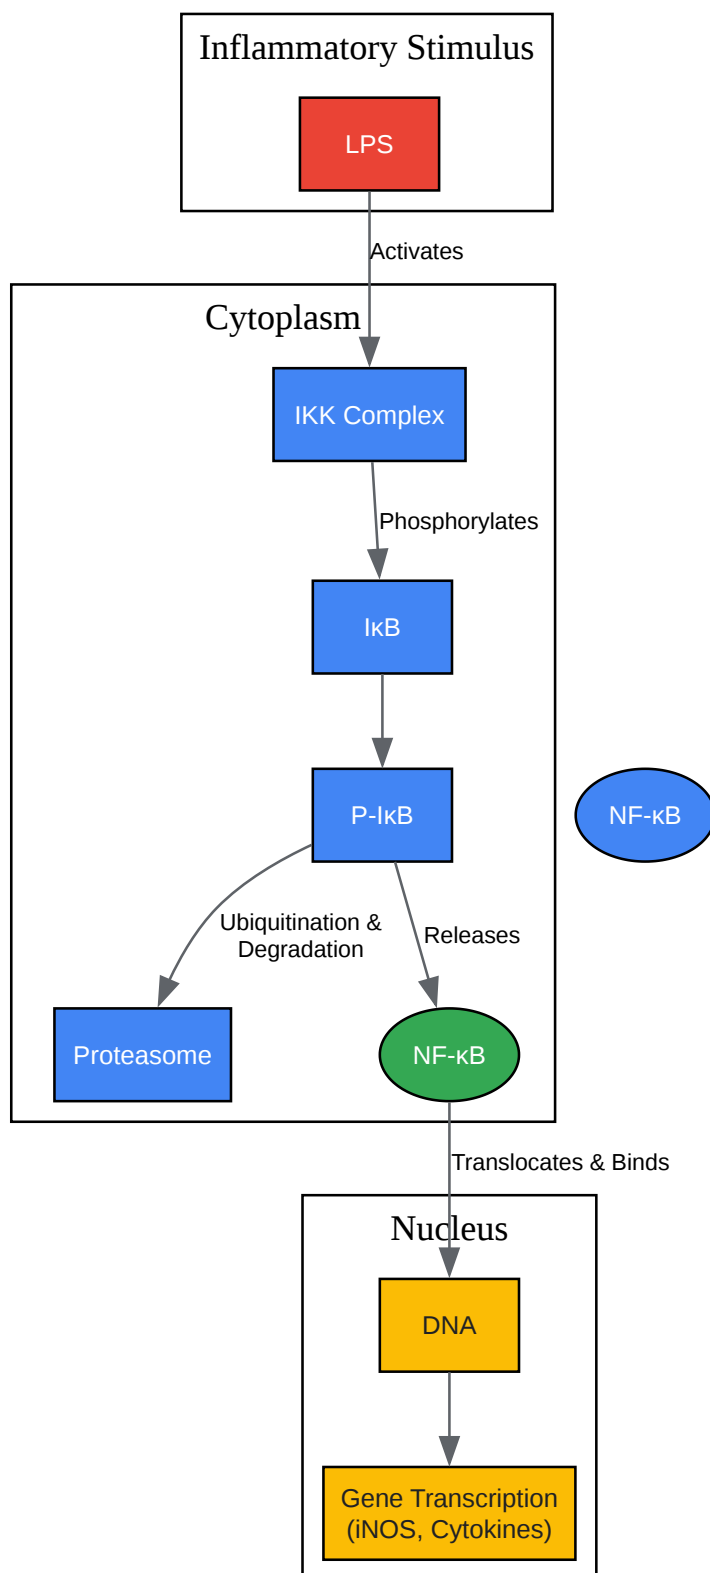 Inflammatory Stimulus
LPS
Activates
Cytoplasm
IKK Complex
Phosphorylates
IκB
P-IκB
NF-κB
Ubiquitination &
Degradation
Releases
Proteasome
NF-κB
Translocates & Binds
Nucleus
DNA
Gene Transcription
(iNOS, Cytokines)